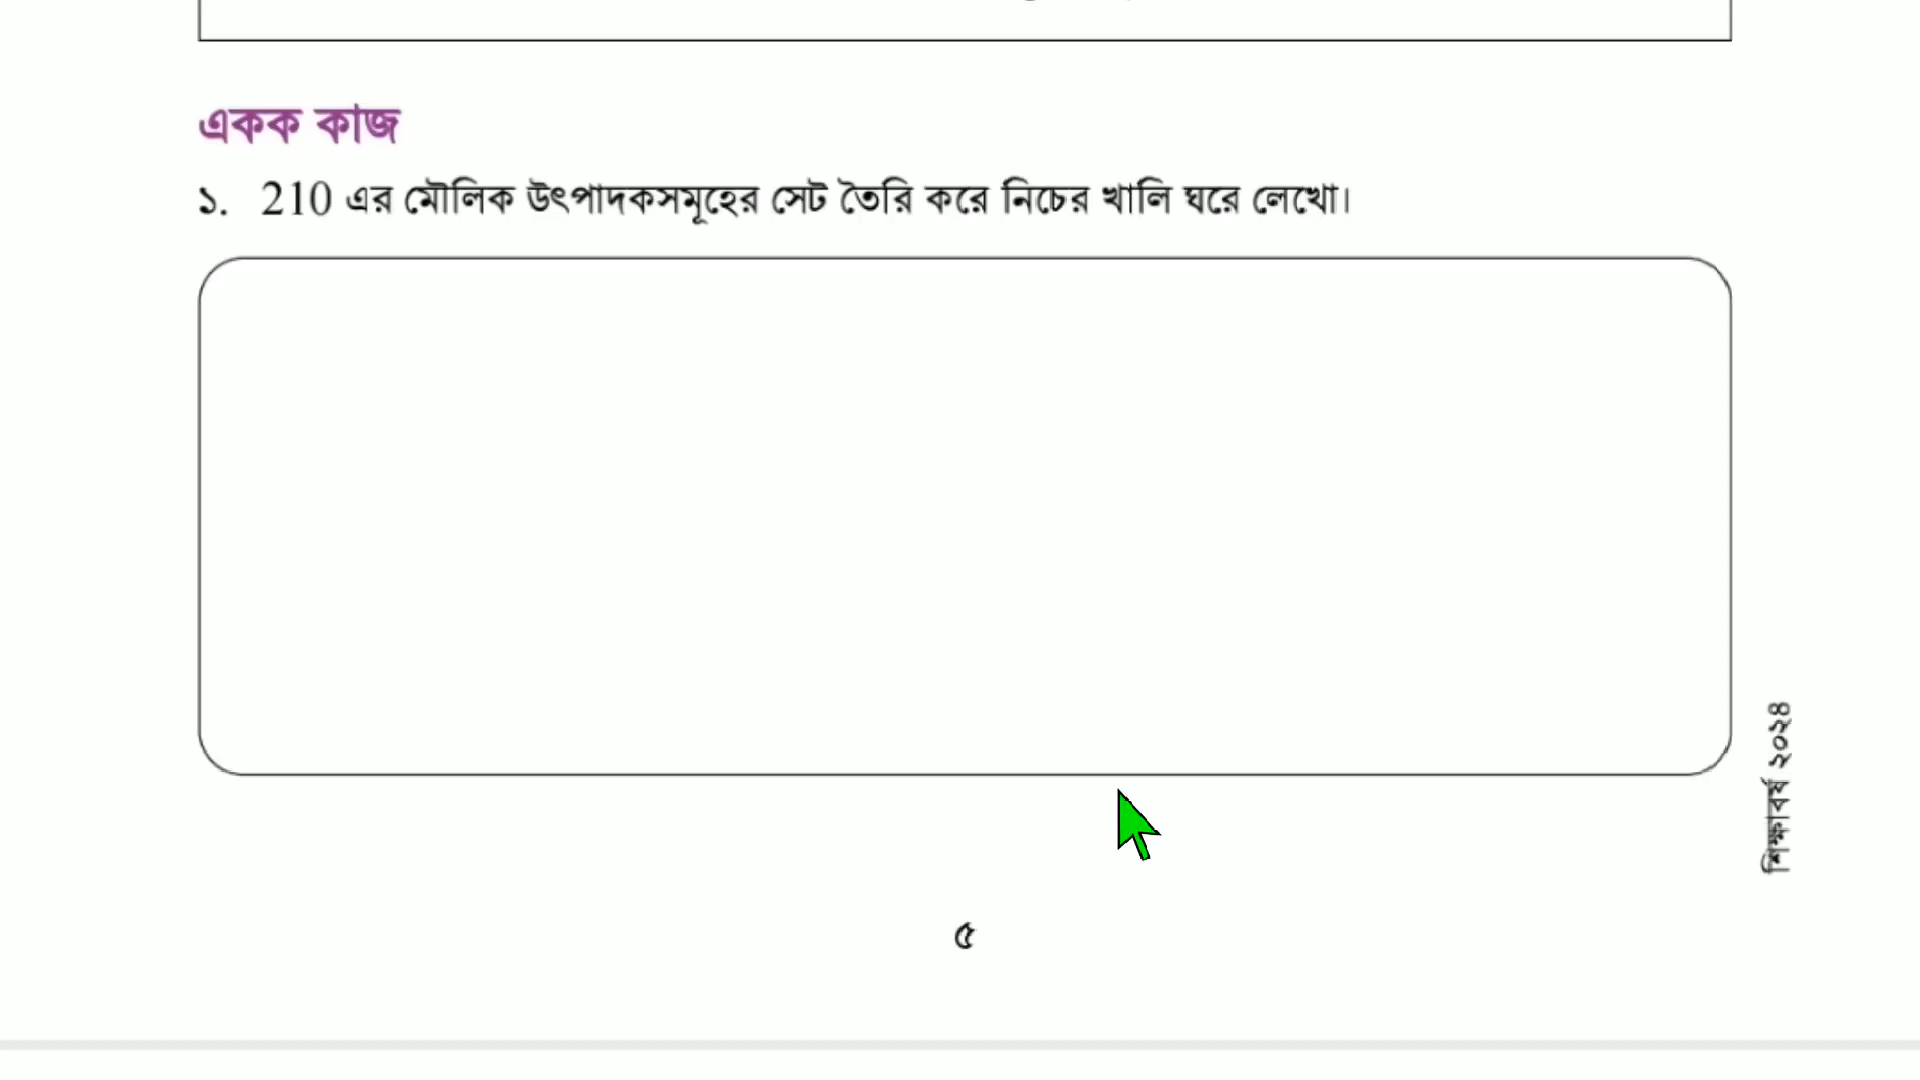 একক কাজ
১. 210 এর মৌলিক উৎপাদকসমূহের সেট তৈরি করে নিচের খালি ঘরে লেখো।
শিক্ষাবর্ষ ২০২৪
৫